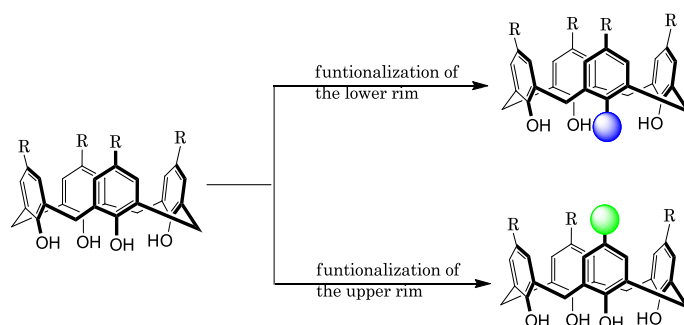 R R R R
funtionalization of
the lower rim
OH OH HO
R R R R
OH OH OH HO
funtionalization of
the upper rim
R R R
OH OH OH HO